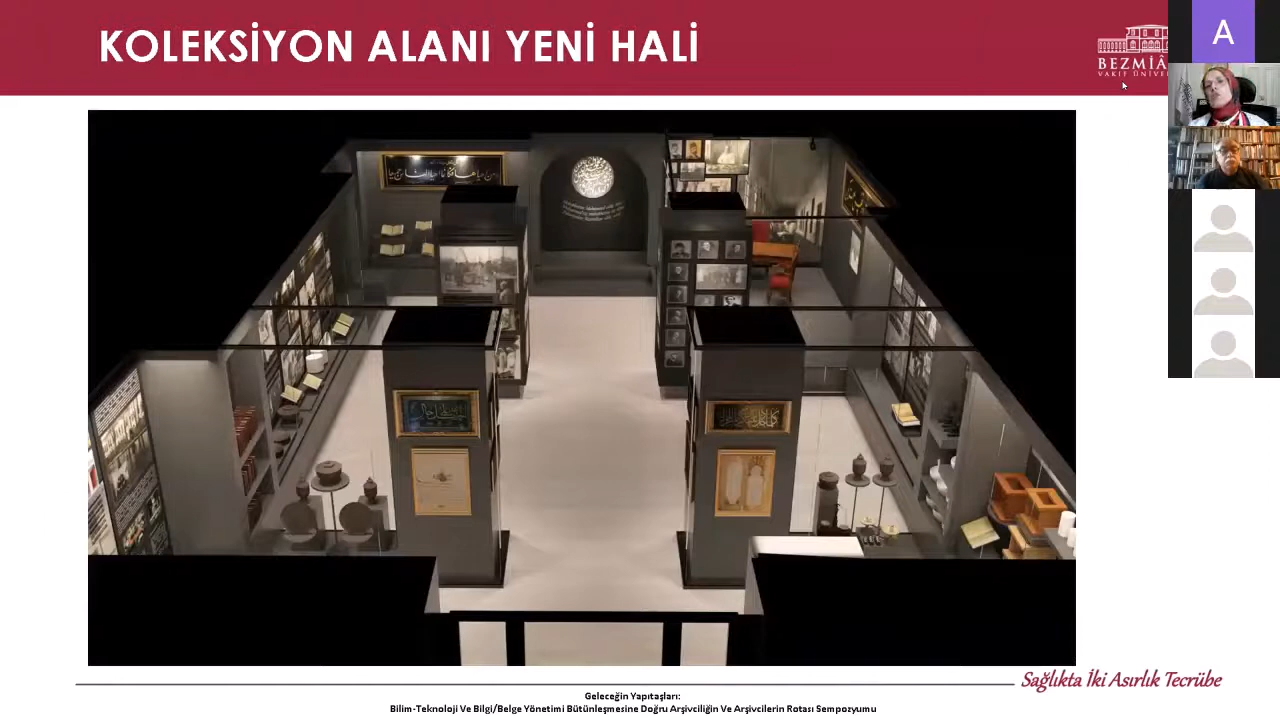 KOLEKSİYON ALANI YENİ HALİ
BEZMİÂ
VAKIF ÜNİVER
A
Sağlıkta İki Asırlık Tecrübe
Geleceğin Yapıtaşları:
Bilim-Teknoloji Ve Bilgi/Belge Yönetimi Bütünleşmesine Doğru Arşivciliğin Ve Arşivcilerin Rotası Sempozyumu